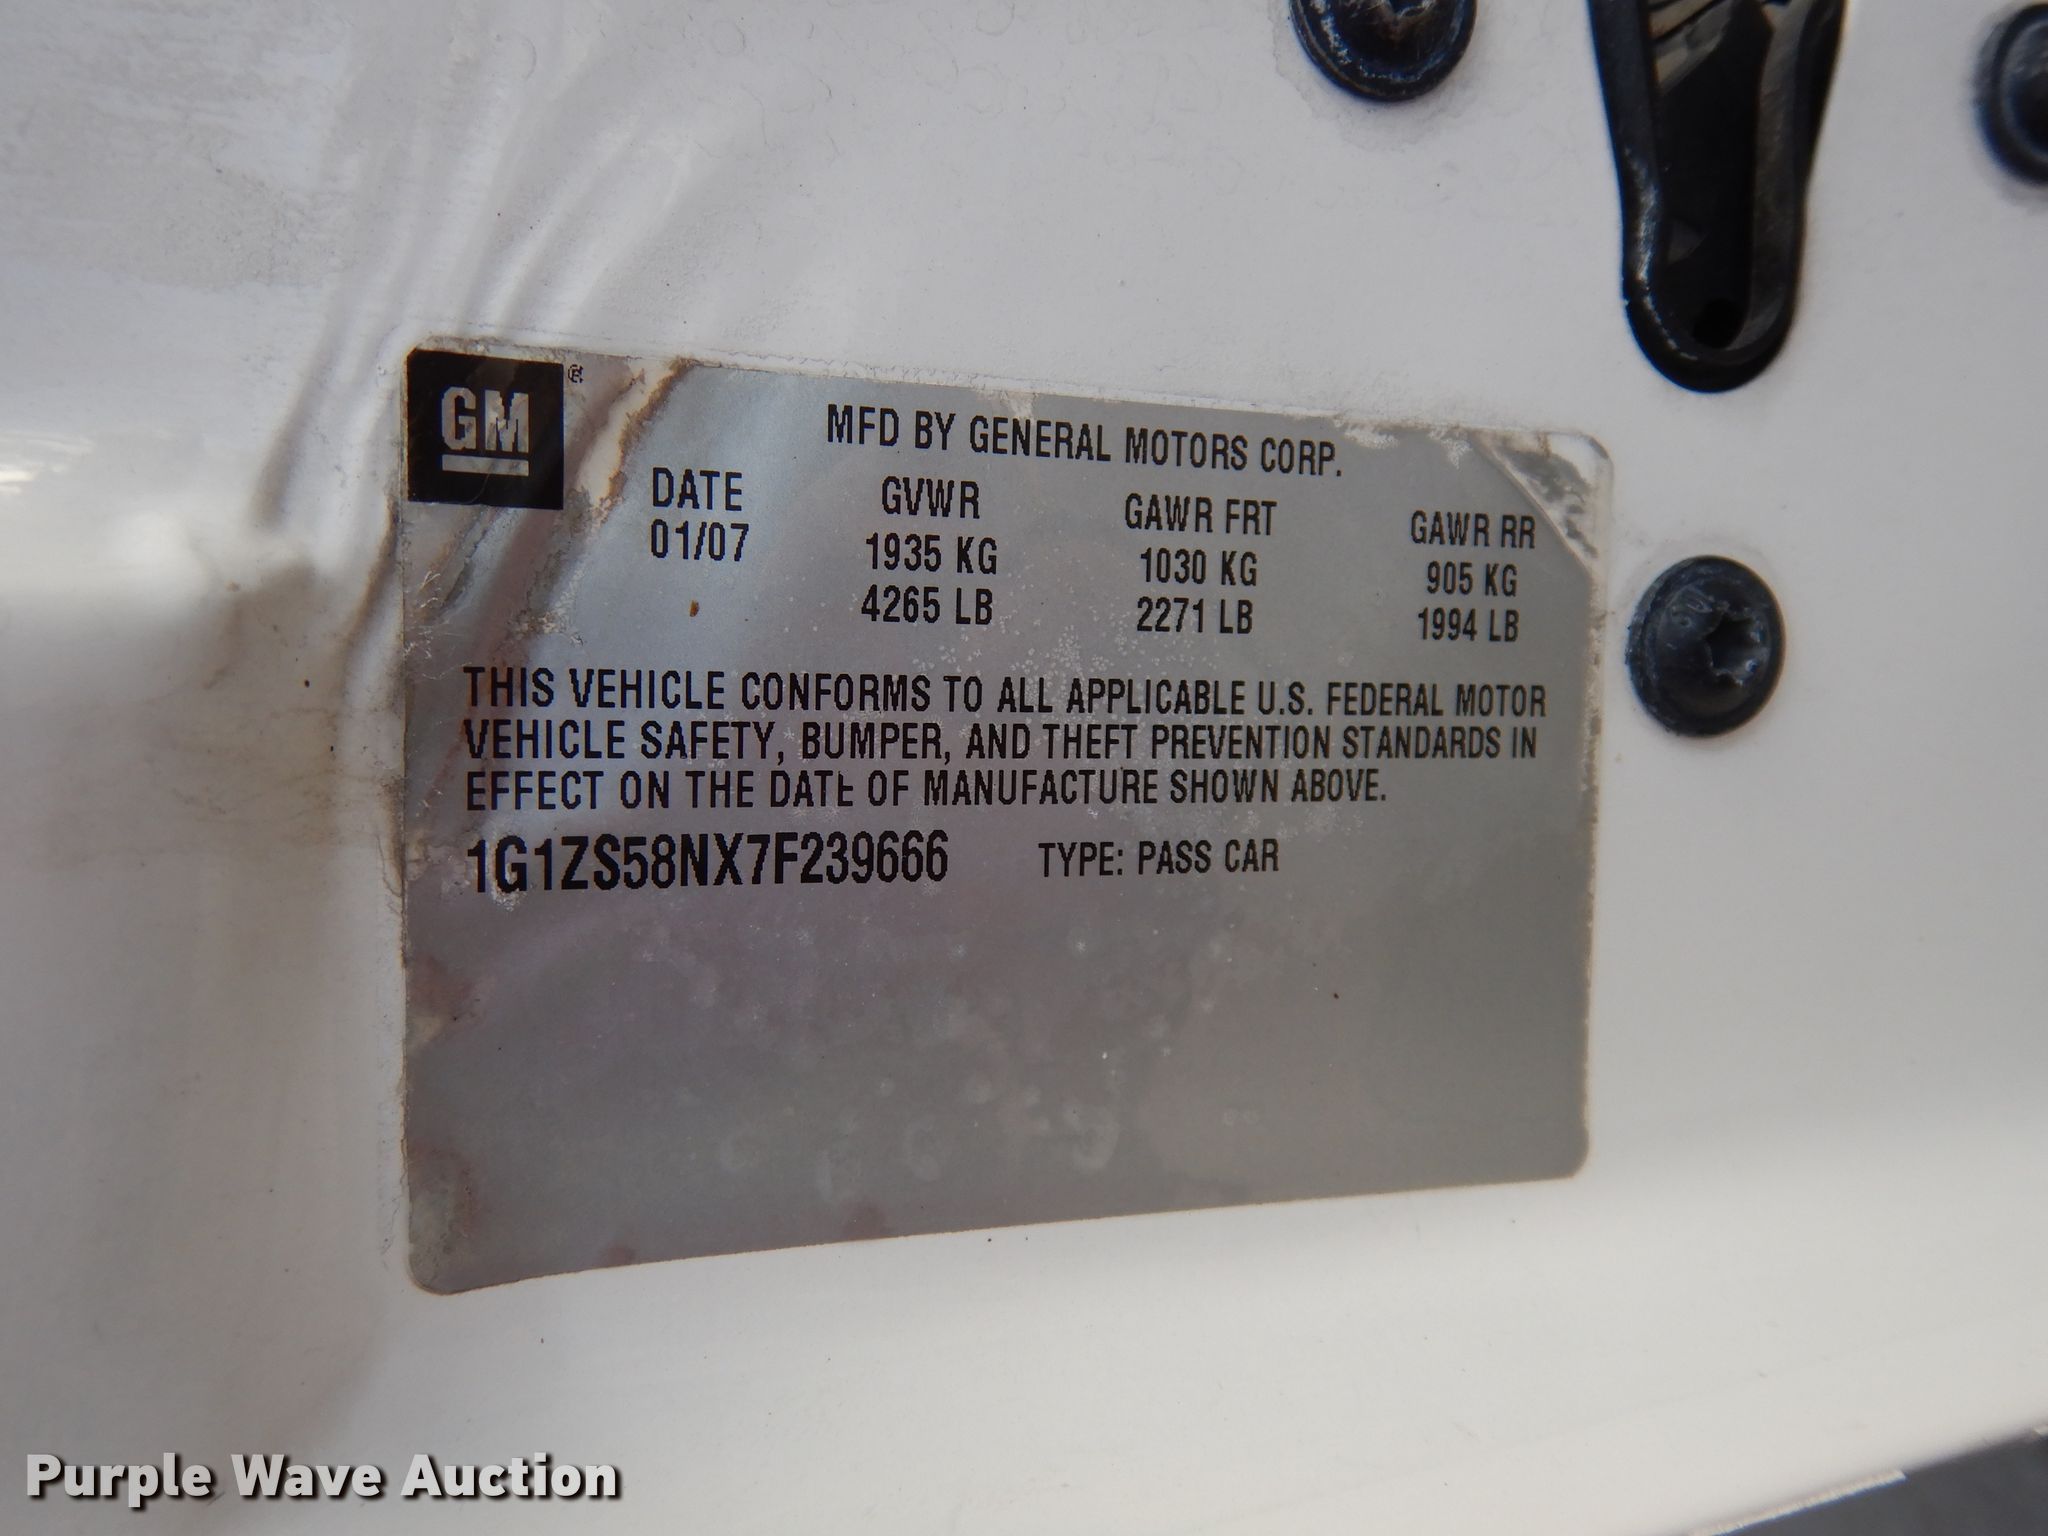 GM ®
MFD BY GENERAL MOTORS CORP.
DATE GVWR GAWR FRT GAWR RR
01/07 1935 KG 1030 KG 905 KG
4265 LB 2271 LB 1994 LB
THIS VEHICLE CONFORMS TO ALL APPLICABLE U.S. FEDERAL MOTOR
VEHICLE SAFETY, BUMPER, AND THEFT PREVENTION STANDARDS IN
EFFECT ON THE DATE OF MANUFACTURE SHOWN ABOVE.
1G1ZS58NX7F239666 TYPE: PASS CAR
Purple Wave Auction